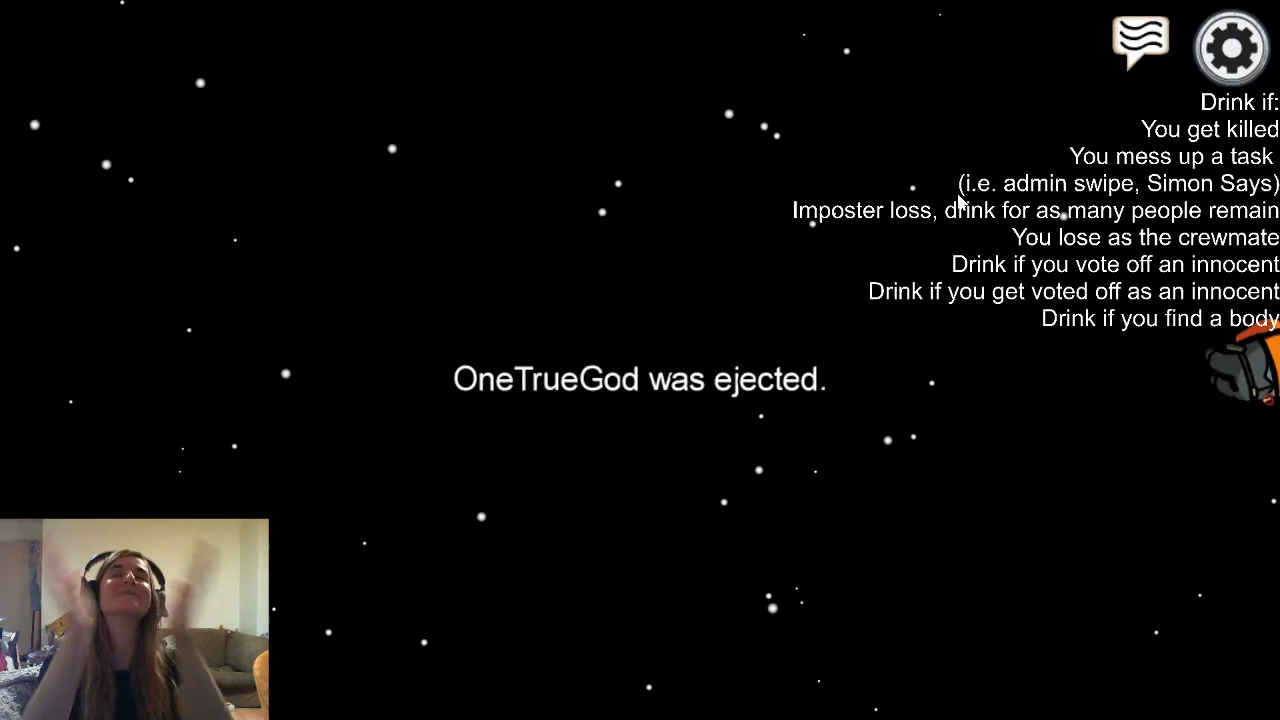 Drink if:
You get killed
You mess up a task
(i.e. admin swipe, Simon Says)
Imposter loss, drink for as many people remain
You lose as the crewmate
Drink if you vote off an innocent
Drink if you get voted off as an innocent
Drink if you find a body
OneTrueGod was ejected.